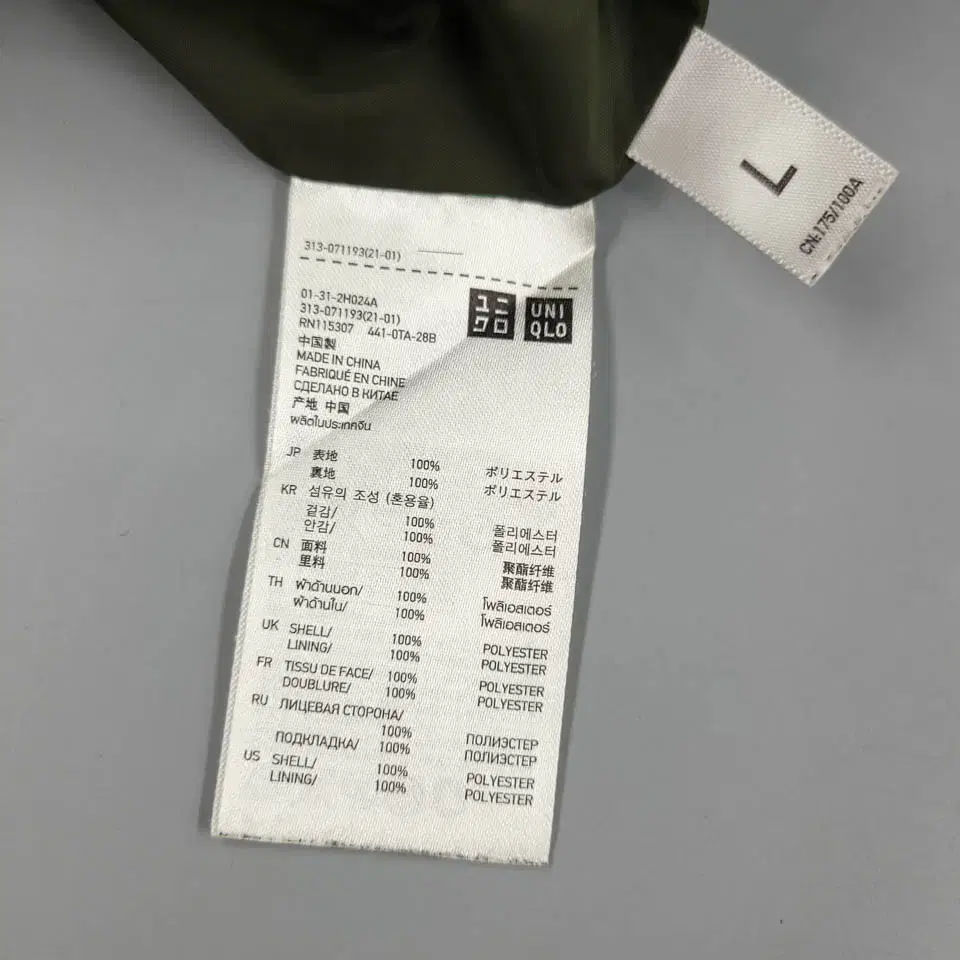 L
CN:175/100A
313-071193(21-01)
ユニ
クロ
UNI
QLO
01-31-2H024A
313-071193(21-01)
RN115307 441-0TA-28B
中国製
MADE IN CHINA
FABRIQUÉ EN CHINE
СДЕЛАНО В КИТАЕ
产地 中国
ผลิตในประเทศจีน
JP 表地 100% ポリエステル
裏地 100% ポリエステル
KR 섬유의 조성 (혼용율)
겉감/ 100% 폴리에스터
안감/ 100% 폴리에스터
CN 面料 100% 聚酯纤维
里料 100% 聚酯纤维
TH ผ้าด้านนอก/ 100% โพลิเอสเตอร์
ผ้าด้านใน/ 100% โพลิเอสเตอร์
UK SHELL/ 100% POLYESTER
LINING/ 100% POLYESTER
FR TISSU DE FACE/ 100% POLYESTER
DOUBLURE/ 100% POLYESTER
RU ЛИЦЕВАЯ СТОРОНА/
100% ПОЛИЭСТЕР
ПОДКЛАДКА/ 100% ПОЛИЭСТЕР
US SHELL/ 100% POLYESTER
LINING/ 100% POLYESTER